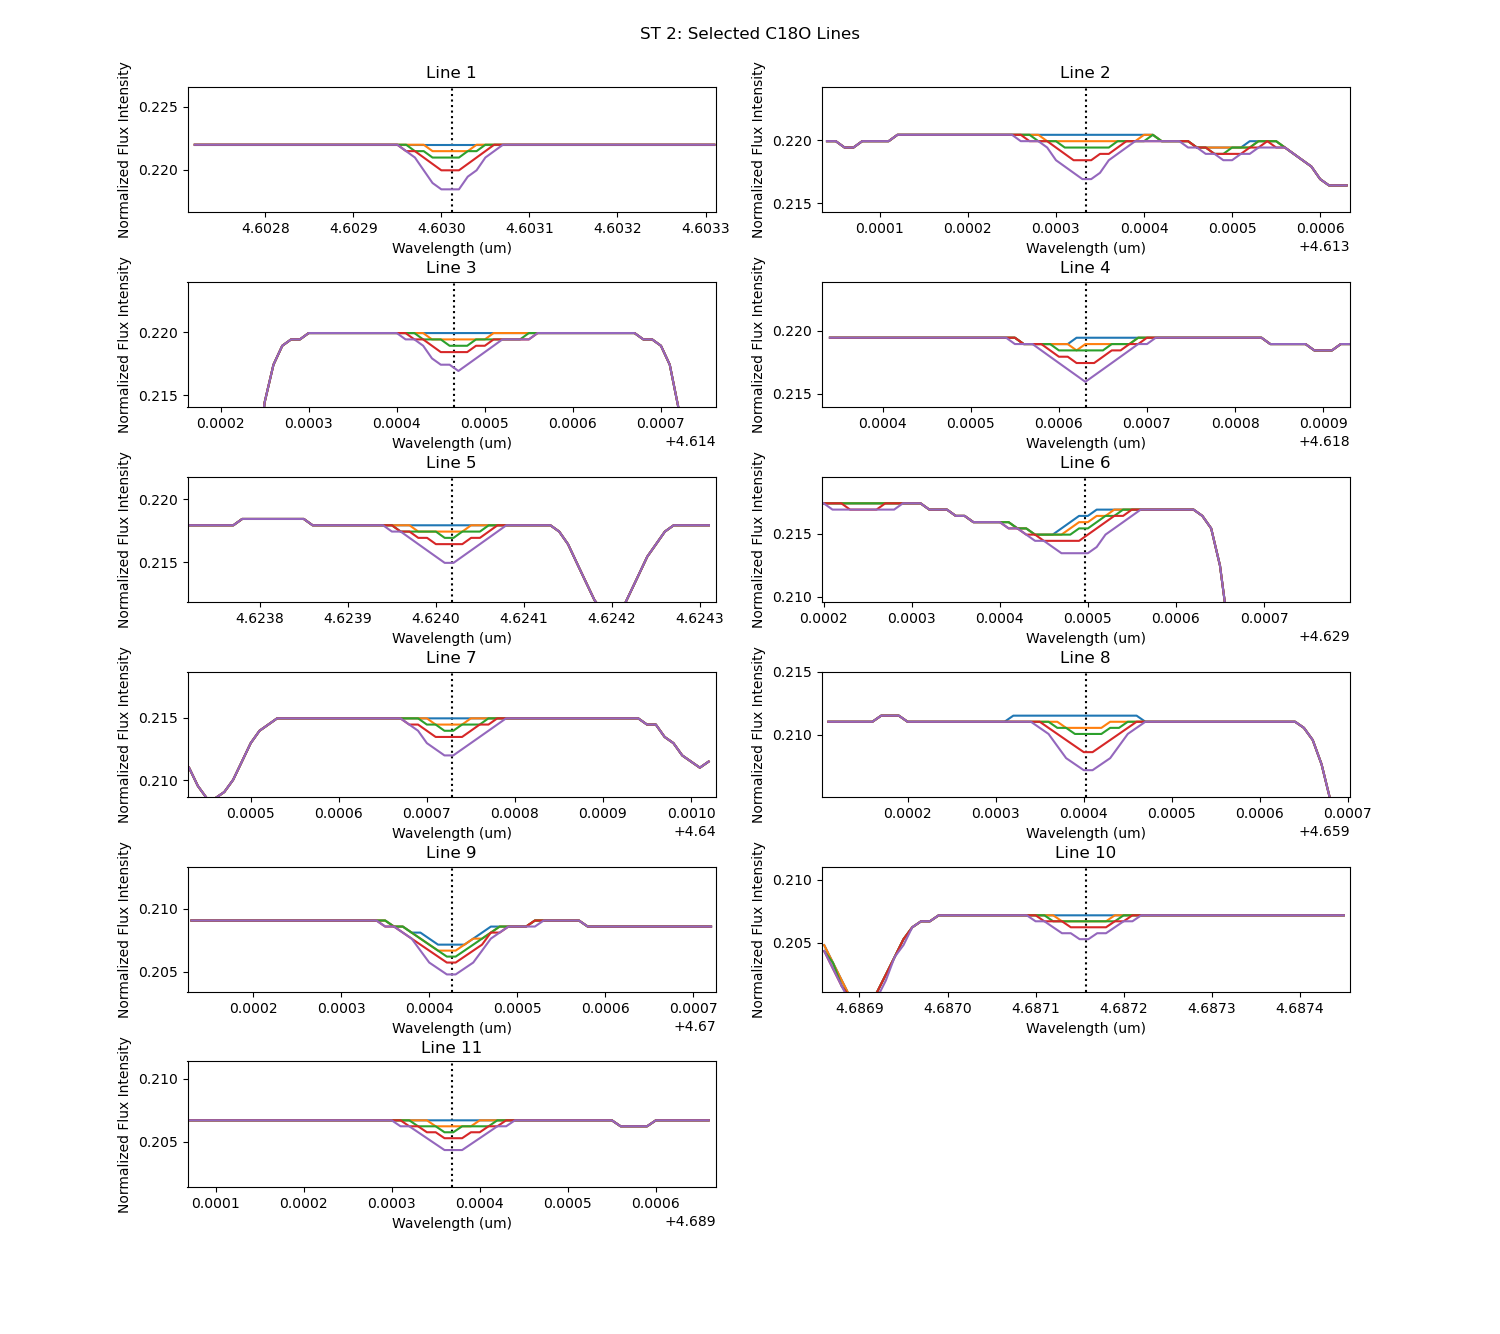 ST 2: Selected C18O Lines
Line 1
Normalized Flux Intensity
0.225
0.220
4.6028 4.6029 4.6030 4.6031 4.6032 4.6033
Wavelength (um)
Line 2
Normalized Flux Intensity
0.220
0.215
0.0001 0.0002 0.0003 0.0004 0.0005 0.0006
+4.613
Wavelength (um)
Line 3
Normalized Flux Intensity
0.220
0.215
0.0002 0.0003 0.0004 0.0005 0.0006 0.0007
+4.614
Wavelength (um)
Line 4
Normalized Flux Intensity
0.220
0.215
0.0004 0.0005 0.0006 0.0007 0.0008 0.0009
+4.618
Wavelength (um)
Line 5
Normalized Flux Intensity
0.220
0.215
4.6238 4.6239 4.6240 4.6241 4.6242 4.6243
Wavelength (um)
Line 6
Normalized Flux Intensity
0.215
0.210
0.0002 0.0003 0.0004 0.0005 0.0006 0.0007
+4.629
Wavelength (um)
Line 7
Normalized Flux Intensity
0.215
0.210
0.0005 0.0006 0.0007 0.0008 0.0009 0.0010
+4.64
Wavelength (um)
Line 8
Normalized Flux Intensity
0.215
0.210
0.0002 0.0003 0.0004 0.0005 0.0006 0.0007
+4.659
Wavelength (um)
Line 9
Normalized Flux Intensity
0.210
0.205
0.0002 0.0003 0.0004 0.0005 0.0006 0.0007
+4.67
Wavelength (um)
Line 10
Normalized Flux Intensity
0.210
0.205
4.6869 4.6870 4.6871 4.6872 4.6873 4.6874
Wavelength (um)
Line 11
Normalized Flux Intensity
0.210
0.205
0.0001 0.0002 0.0003 0.0004 0.0005 0.0006
+4.689
Wavelength (um)